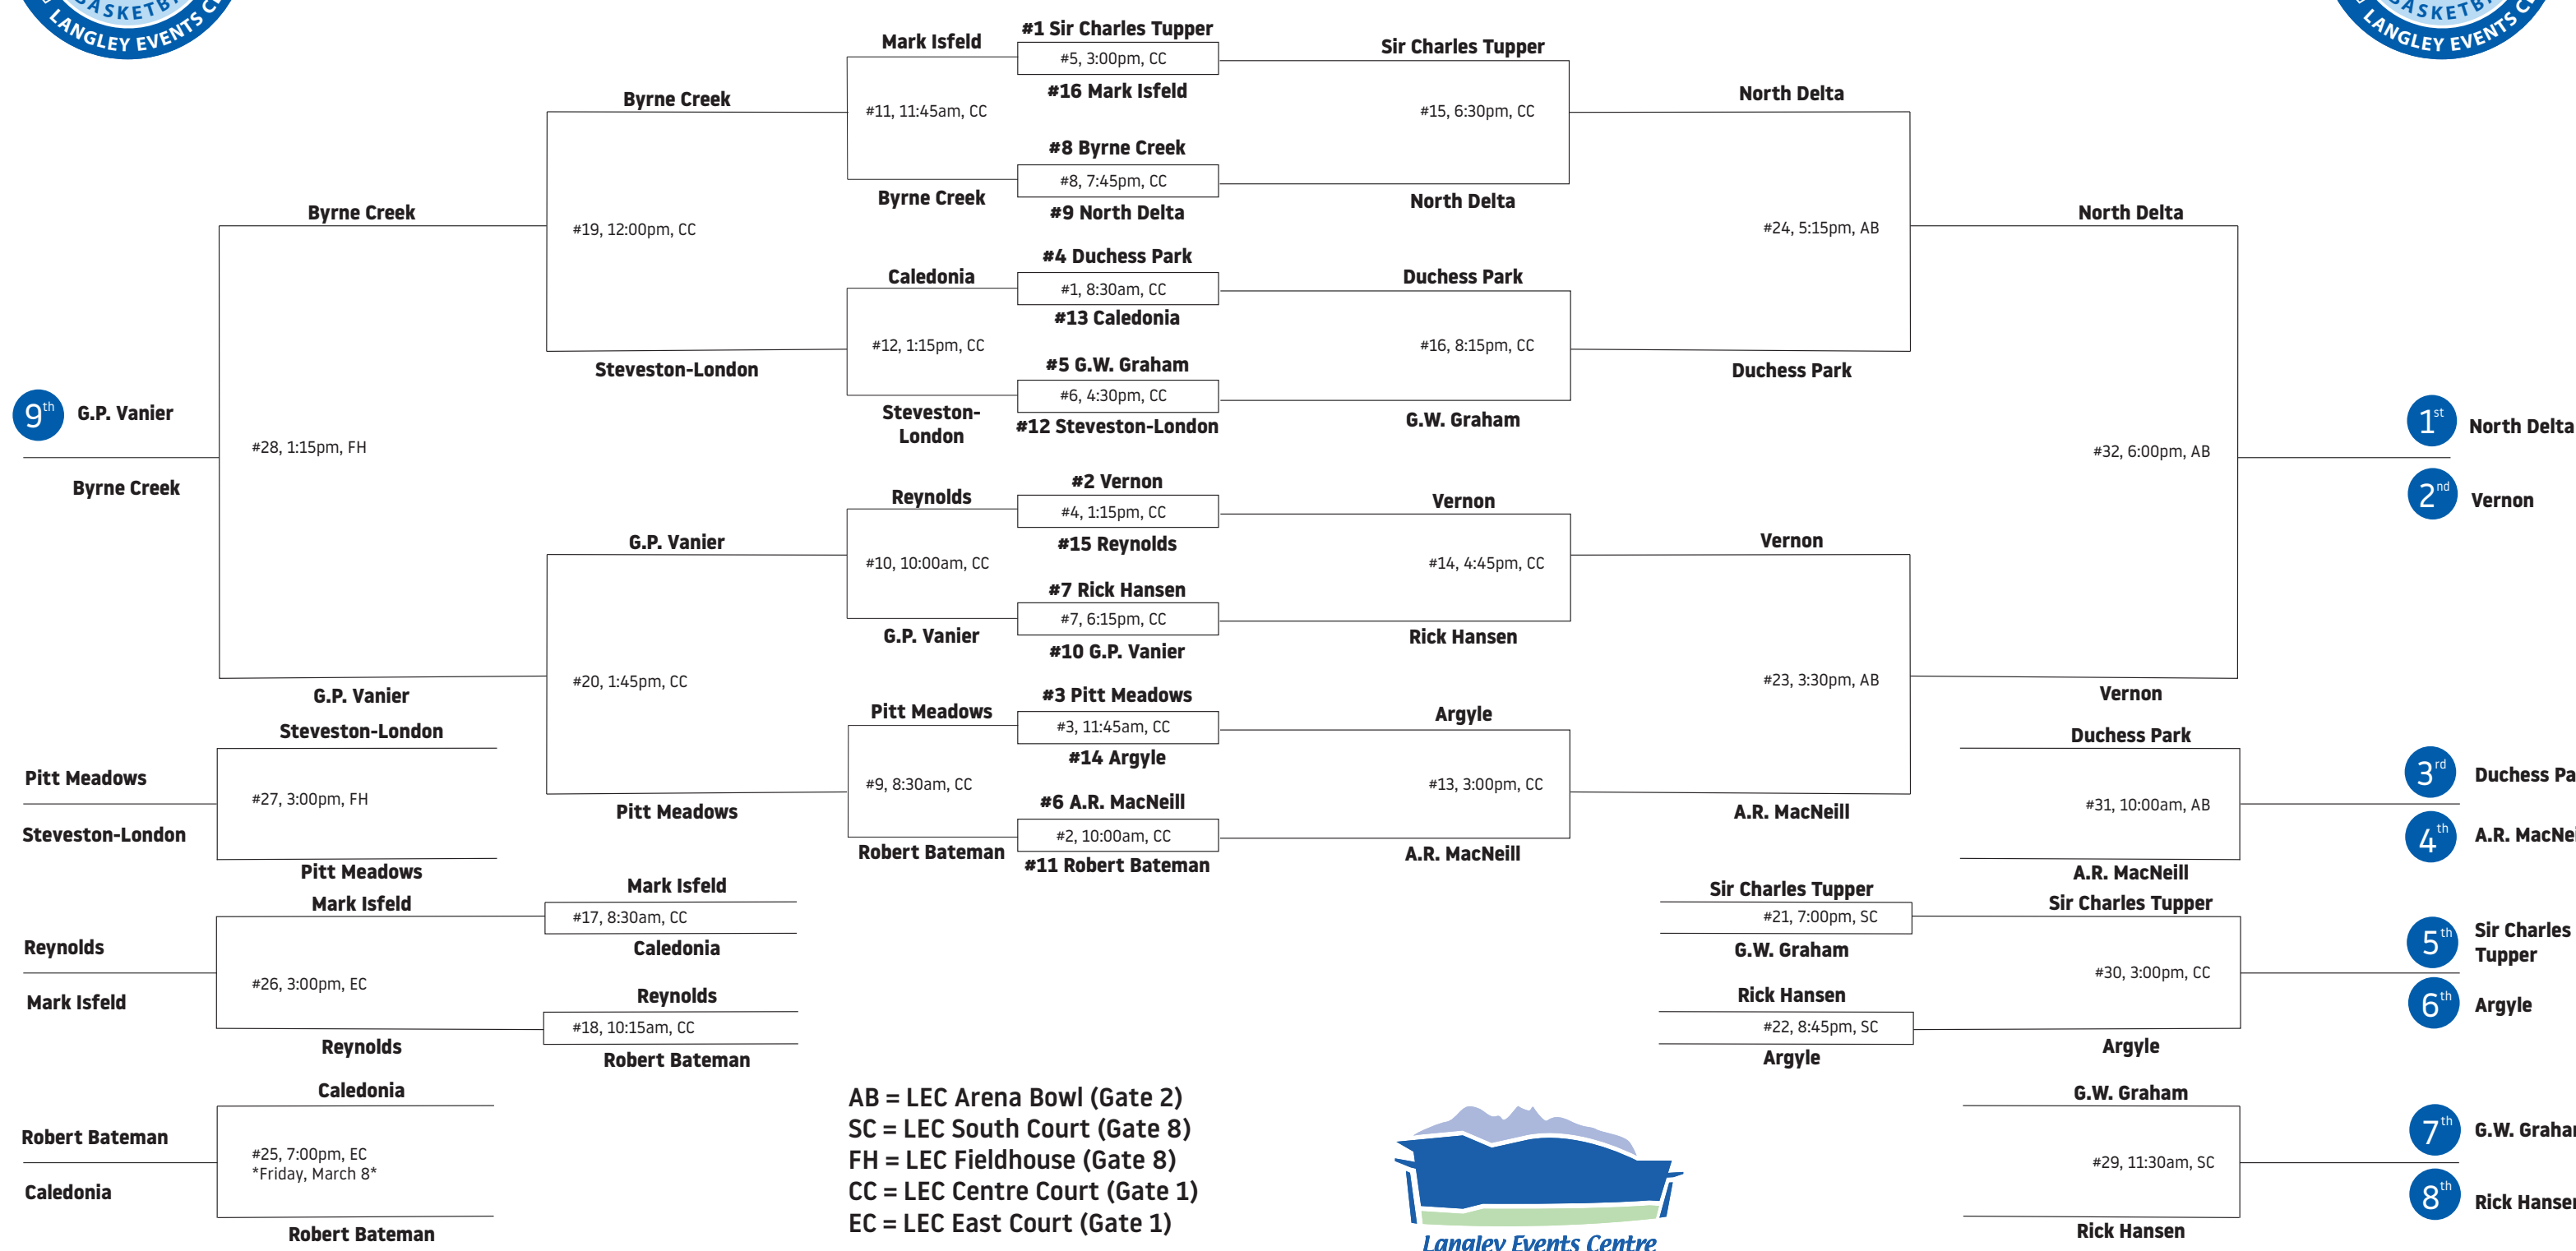 BASKETB
LANGLEY EVENTS C
BASKETB
LANGLEY EVENTS C
#1 Sir Charles Tupper
#5, 3:00pm, CC
#16 Mark Isfeld
#8 Byrne Creek
#8, 7:45pm, CC
#9 North Delta
#4 Duchess Park
#1, 8:30am, CC
#13 Caledonia
#5 G.W. Graham
#6, 4:30pm, CC
#12 Steveston-London
#2 Vernon
#4, 1:15pm, CC
#15 Reynolds
#7 Rick Hansen
#7, 6:15pm, CC
#10 G.P. Vanier
#3 Pitt Meadows
#3, 11:45am, CC
#14 Argyle
#6 A.R. MacNeill
#2, 10:00am, CC
#11 Robert Bateman
Mark Isfeld
#11, 11:45am, CC
Byrne Creek
Caledonia
#12, 1:15pm, CC
Steveston-
London
Reynolds
#10, 10:00am, CC
G.P. Vanier
Pitt Meadows
#9, 8:30am, CC
Robert Bateman
Byrne Creek
#19, 12:00pm, CC
Steveston-London
G.P. Vanier
#20, 1:45pm, CC
Pitt Meadows
Byrne Creek
#28, 1:15pm, FH
G.P. Vanier
9th G.P. Vanier
Byrne Creek
Steveston-London
Pitt Meadows
#27, 3:00pm, FH
Steveston-London
Pitt Meadows
Mark Isfeld
#17, 8:30am, CC
Caledonia
Reynolds
#18, 10:15am, CC
Robert Bateman
Mark Isfeld
Reynolds
#26, 3:00pm, EC
Mark Isfeld
Reynolds
Caledonia
Robert Bateman
#25, 7:00pm, EC
*Friday, March 8*
Caledonia
Robert Bateman
Sir Charles Tupper
#15, 6:30pm, CC
North Delta
Duchess Park
#16, 8:15pm, CC
G.W. Graham
Vernon
#14, 4:45pm, CC
Rick Hansen
Argyle
#13, 3:00pm, CC
A.R. MacNeill
North Delta
#24, 5:15pm, AB
Duchess Park
Vernon
#23, 3:30pm, AB
A.R. MacNeill
North Delta
#32, 6:00pm, AB
Vernon
1st North Delta
2nd Vernon
Duchess Park
#31, 10:00am, AB
A.R. MacNeill
3rd Duchess Pa
4th A.R. MacNei
Sir Charles Tupper
#21, 7:00pm, SC
G.W. Graham
Rick Hansen
#22, 8:45pm, SC
Argyle
Sir Charles Tupper
#30, 3:00pm, CC
Argyle
5th Sir Charles
Tupper
6th Argyle
G.W. Graham
#29, 11:30am, SC
Rick Hansen
7th G.W. Graham
8th Rick Hansen
AB = LEC Arena Bowl (Gate 2)
SC = LEC South Court (Gate 8)
FH = LEC Fieldhouse (Gate 8)
CC = LEC Centre Court (Gate 1)
EC = LEC East Court (Gate 1)
Langley Events Centre